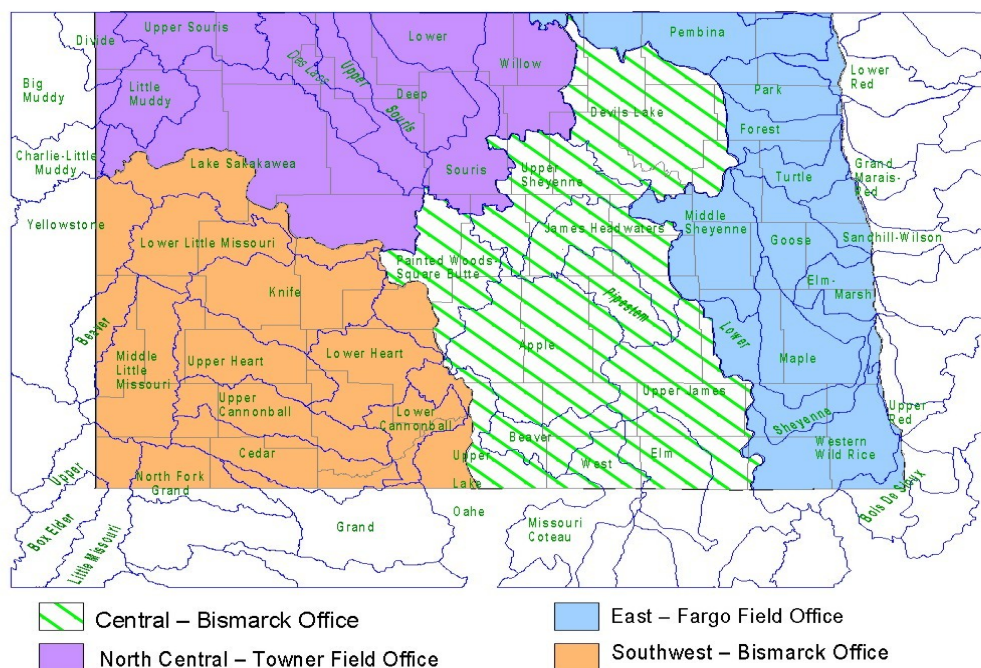 Upper Souris
Lower
Pembina
Divide
Willow
Des Lacs
Upper
Souris
Big
Muddy
Little
Muddy
Deep
Devils Lake
Park
Lower
Red
Forest
Charlie-Little
Muddy
Lake Sakakawea
Souris
Upper
Sheyenne
Turtle
Grand
Marais-
Red
Yellowstone
Lower Little Missouri
James Headwaters
Middle
Sheyenne
Goose
Sandhill-Wilson
Painted Woods-
Square Butte
Knife
Pipestem
Elm-
Marsh
Beaver
Middle
Little
Missouri
Upper Heart
Lower Heart
Apple
Lower
Maple
Upper
Cannonball
Lower
Cannonball
Upper James
Sheyenne
Upper
Red
Cedar
Beaver
Upper
West
Elm
Western
Wild Rice
Upper
North Fork
Grand
Lake
Bois De Sioux
Box Elder
Little Missouri
Grand
Oahe
Missouri
Coteau
Central – Bismarck Office
East – Fargo Field Office
North Central – Towner Field Office
Southwest – Bismarck Office